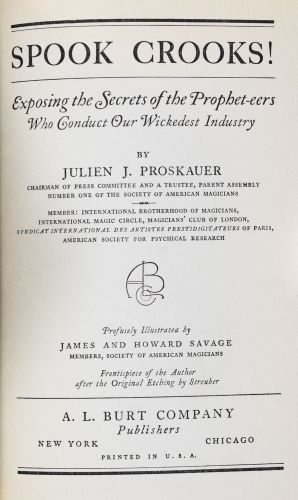 SPOOK CROOKS!
Exposing the Secrets of the Prophet-eers
Who Conduct Our Wickedest Industry
BY
JULIEN J. PROSKAUER
CHAIRMAN OF PRESS COMMITTEE AND A TRUSTEE, PARENT ASSEMBLY
NUMBER ONE OF THE SOCIETY OF AMERICAN MAGICIANS
MEMBER: INTERNATIONAL BROTHERHOOD OF MAGICIANS,
INTERNATIONAL MAGIC CIRCLE, MAGICIANS' CLUB OF LONDON,
SYNDICAT INTERNATIONAL DES ARTISTES PRESTIDIGITATEURS OF PARIS,
AMERICAN SOCIETY FOR PSYCHICAL RESEARCH
ABC
Profusely Illustrated by
JAMES AND HOWARD SAVAGE
MEMBERS, SOCIETY OF AMERICAN MAGICIANS
Frontispiece of the Author
after the Original Etching by Streuber
A. L. BURT COMPANY
Publishers
NEW YORK CHICAGO
PRINTED IN U. S. A.